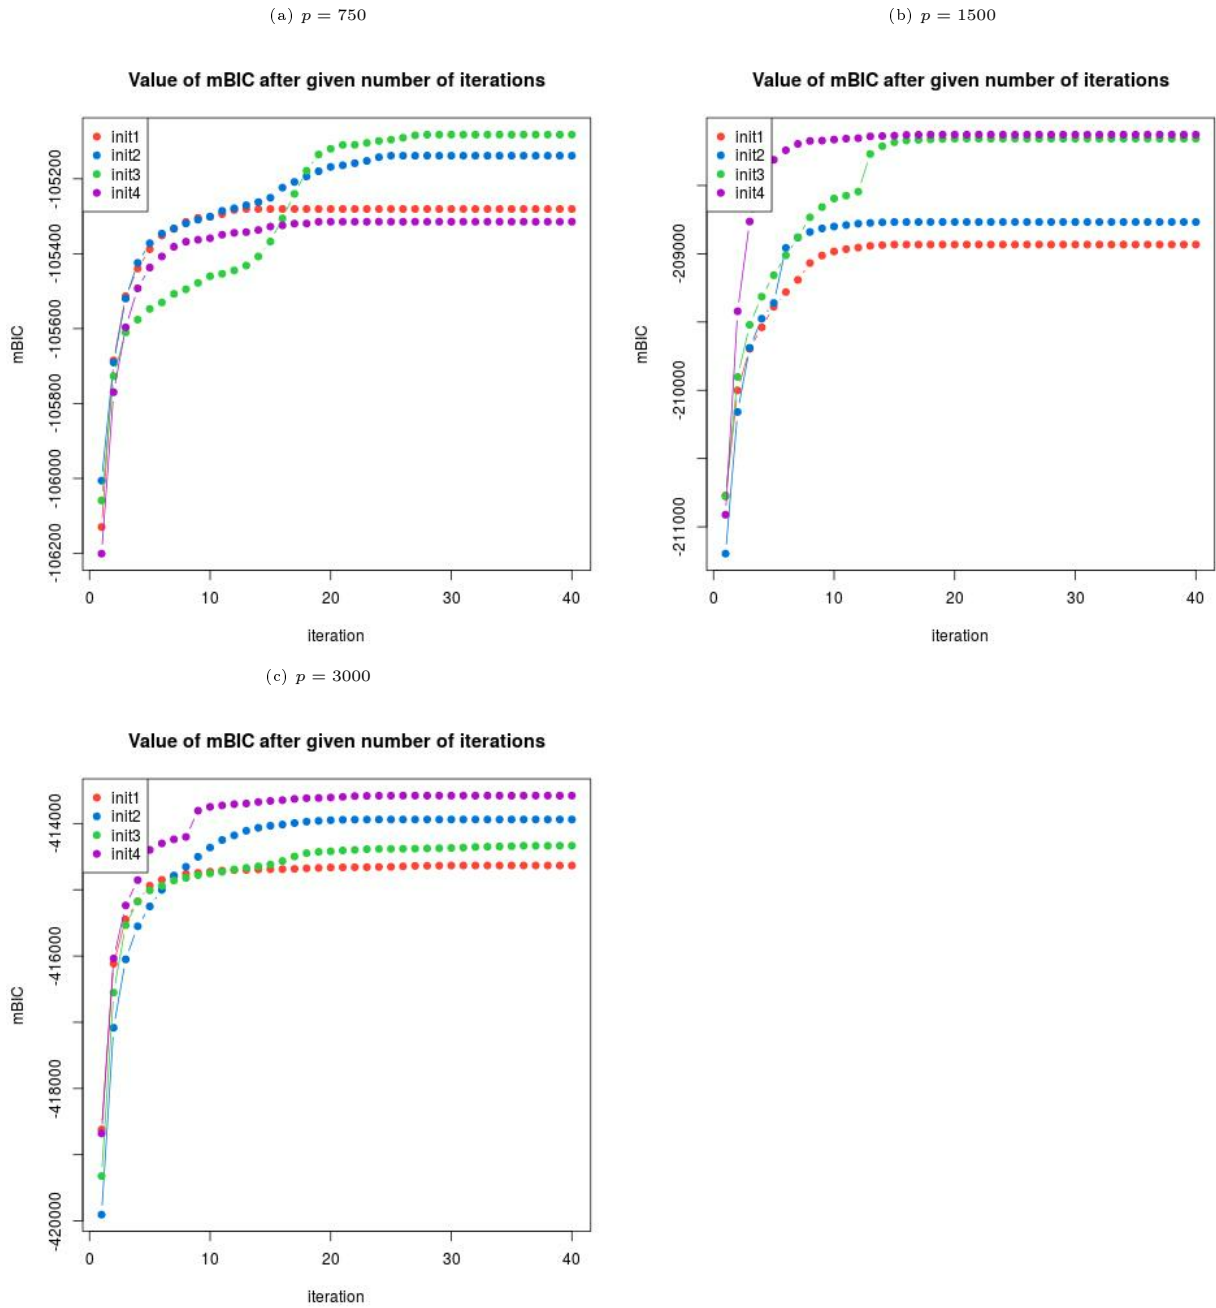 (a) p = 750
Value of mBIC after given number of iterations
init1
init2
init3
init4
-105200
-105400
-105600
-105800
-106000
-106200
mBIC
0 10 20 30 40
iteration
(b) p = 1500
Value of mBIC after given number of iterations
init1
init2
init3
init4
-209000
-210000
-211000
mBIC
0 10 20 30 40
iteration
(c) p = 3000
Value of mBIC after given number of iterations
init1
init2
init3
init4
-414000
-416000
-418000
-420000
mBIC
0 10 20 30 40
iteration